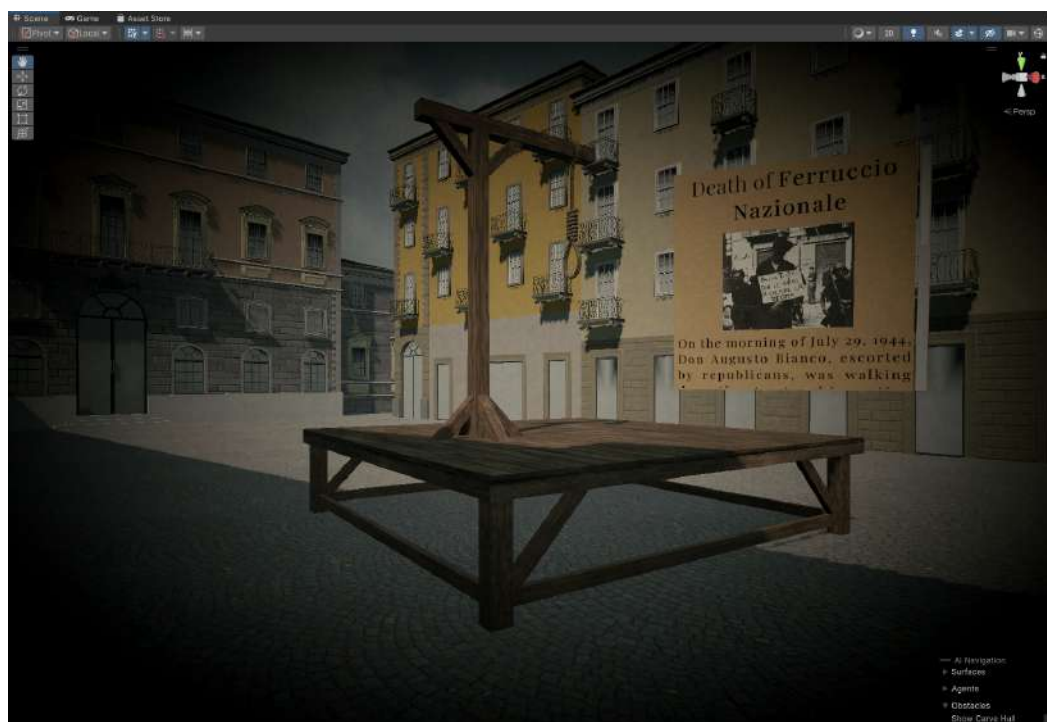 Scene Game Asset Store
Pivot Local 2D
Persp
Death of Ferruccio
Nazionale
On the morning of July 29, 1944,
Don Augusto Bianco, escorted
by republicans, was walking
AI Navigation
Surfaces
Agents
Obstacles
Show Carve Hull